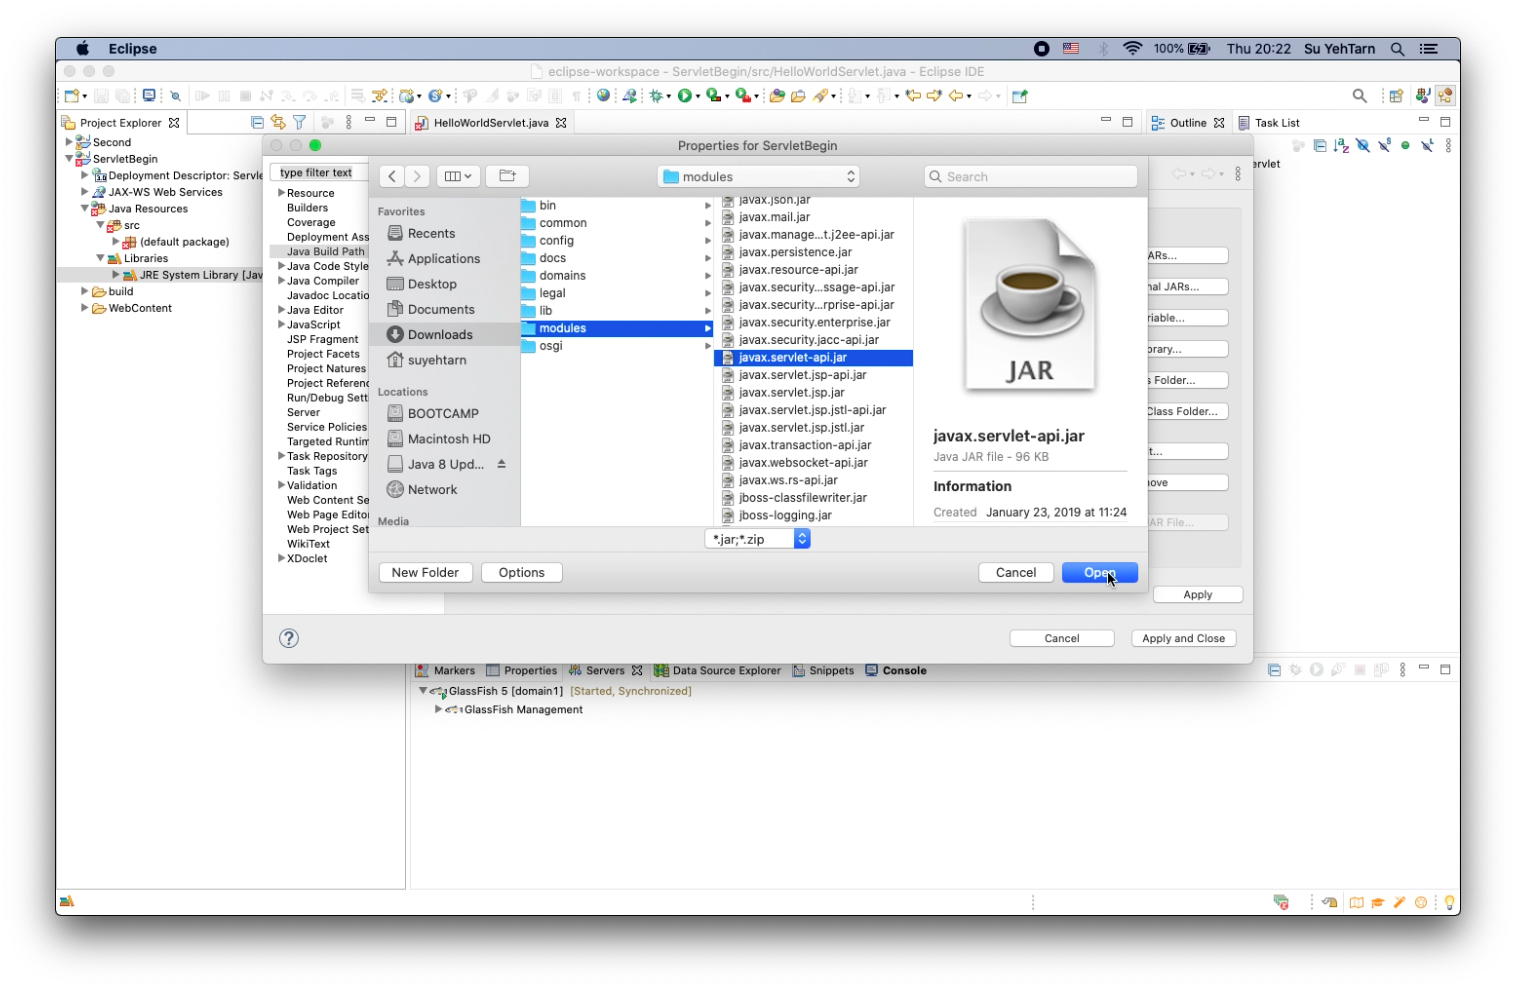 Eclipse 100% Thu 20:22 Su YehTarn
eclipse-workspace - ServletBegin/src/HelloWorldServlet.java - Eclipse IDE
Project Explorer
HelloWorldServlet.java
Outline Task List
Second
ServletBegin
Deployment Descriptor: Servle
JAX-WS Web Services
Java Resources
src
(default package)
Libraries
JRE System Library [Jav
build
WebContent
ervlet
Properties for ServletBegin
type filter text
Resource
Builders
Coverage
Deployment Ass
Java Build Path
Java Code Style
Java Compiler
Javadoc Locatio
Java Editor
JavaScript
JSP Fragment
Project Facets
Project Natures
Project Referenc
Run/Debug Sett
Server
Service Policies
Targeted Runtim
Task Repository
Task Tags
Validation
Web Content Se
Web Page Edito
Web Project Set
WikiText
XDoclet
modules
Search
Favorites
Recents
Applications
Desktop
Documents
Downloads
suyehtarn
Locations
BOOTCAMP
Macintosh HD
Java 8 Upd...
Network
Media
bin
common
config
docs
domains
legal
lib
modules
osgi
javax.json.jar
javax.mail.jar
javax.manage...t.j2ee-api.jar
javax.persistence.jar
javax.resource-api.jar
javax.security...ssage-api.jar
javax.security...rprise-api.jar
javax.security.enterprise.jar
javax.security.jacc-api.jar
javax.servlet-api.jar
javax.servlet.jsp-api.jar
javax.servlet.jsp.jar
javax.servlet.jsp.jstl-api.jar
javax.servlet.jsp.jstl.jar
javax.transaction-api.jar
javax.websocket-api.jar
javax.ws.rs-api.jar
jboss-classfilewriter.jar
jboss-logging.jar
JAR
javax.servlet-api.jar
Java JAR file - 96 KB
Information
Created January 23, 2019 at 11:24
*.jar;*.zip
New Folder Options Cancel Open
ARs...
nal JARs...
riable...
rary...
s Folder...
Class Folder...
t...
ove
AR File...
Apply
? Cancel Apply and Close
Markers Properties Servers Data Source Explorer Snippets Console
GlassFish 5 [domain1] [Started, Synchronized]
GlassFish Management